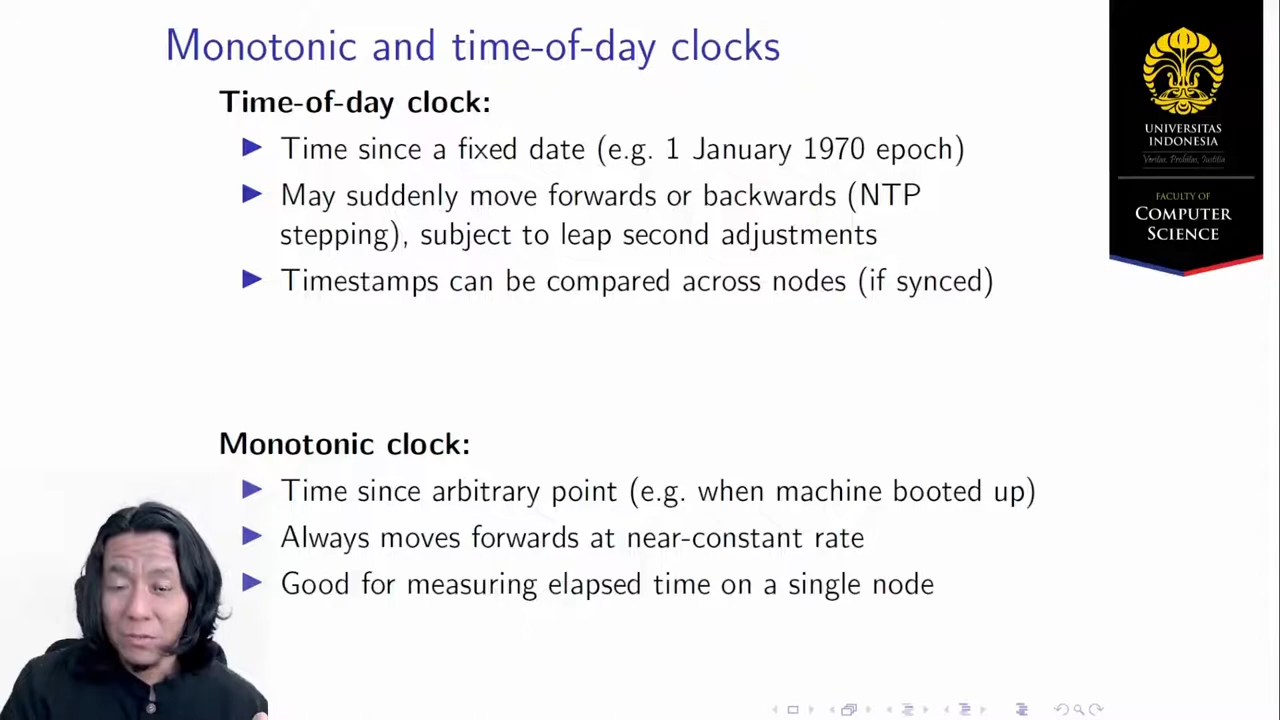 Monotonic and time-of-day clocks
Time-of-day clock:
Time since a fixed date (e.g. 1 January 1970 epoch)
May suddenly move forwards or backwards (NTP
stepping), subject to leap second adjustments
Timestamps can be compared across nodes (if synced)
Monotonic clock:
Time since arbitrary point (e.g. when machine booted up)
Always moves forwards at near-constant rate
Good for measuring elapsed time on a single node
UNIVERSITAS
INDONESIA
Veritas, Probitas, Iustitia
FACULTY OF
COMPUTER
SCIENCE